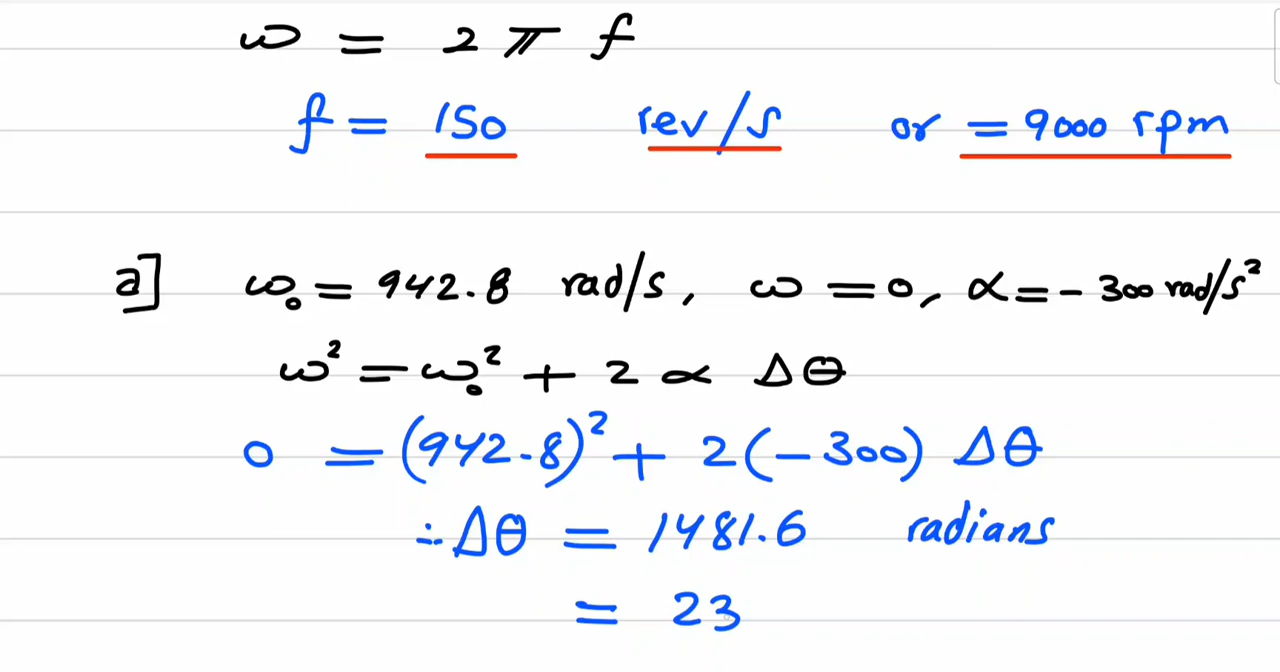 ω = 2 π f
f = 150 rev/s or = 9000 rpm
a] ω₀ = 942.8 rad/s, ω = 0, α = - 300 rad/s²
ω² = ω₀² + 2 α Δθ
0 = (942.8)² + 2(-300) Δθ
∴ Δθ = 1481.6 radians
= 23